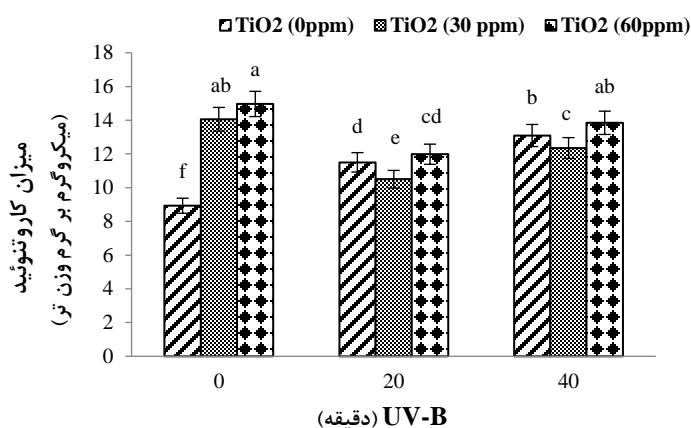 TiO2 (0ppm) TiO2 (30 ppm) TiO2 (60ppm)
18
16
14
12
10
8
6
4
2
0
میزان کاروتنوئید
(میکروگرم بر گرم وزن تر)
f ab a
d e cd
b c ab
0 20 40
UV-B (دقیقه)